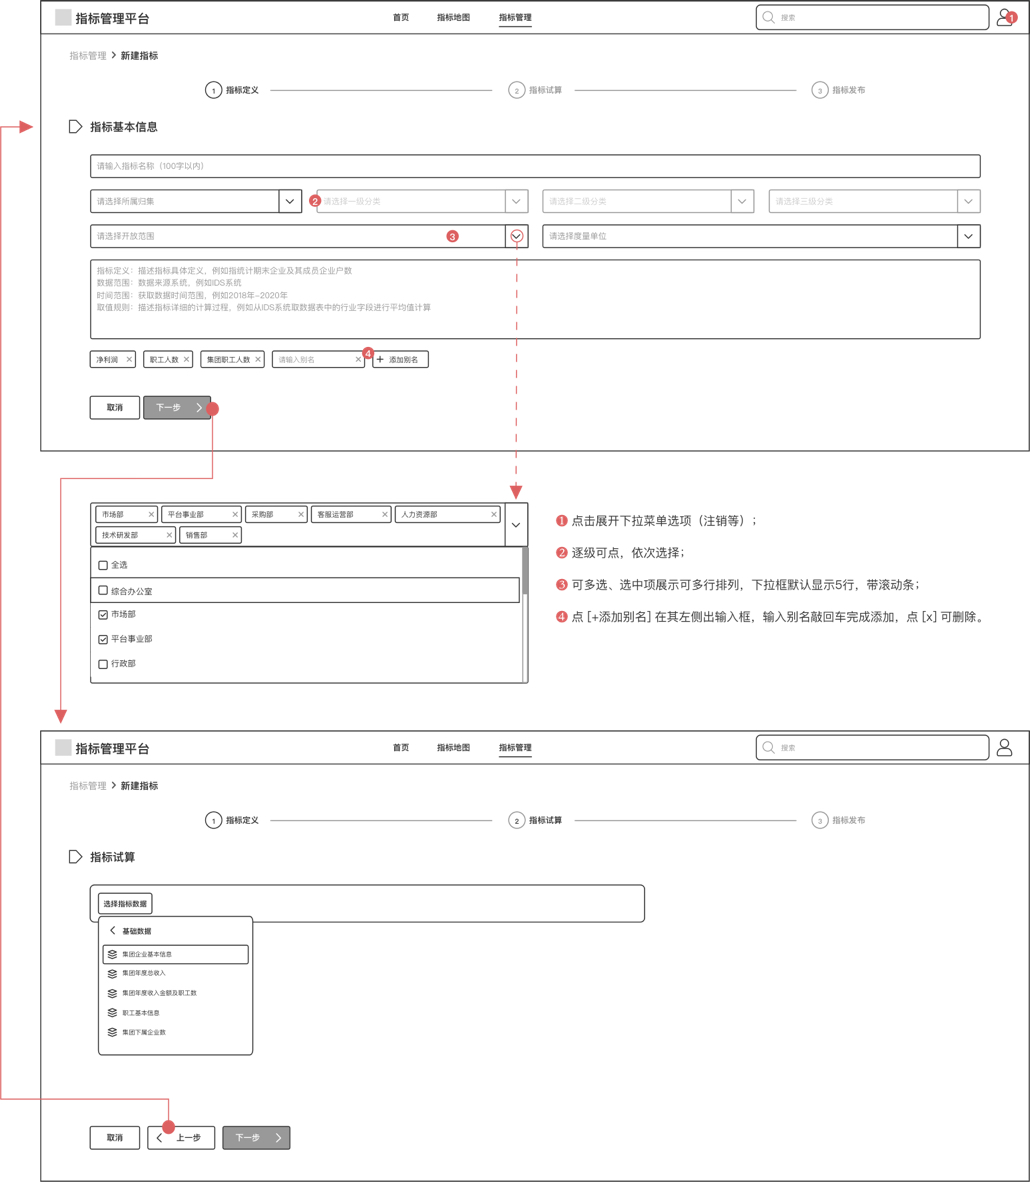 指标管理平台 首页 指标地图 指标管理 搜索 1
指标管理 > 新建指标
1 指标定义 2 指标试算 3 指标发布
指标基本信息
请输入指标名称（100字以内）
请选择所属归集 2 请选择一级分类 请选择二级分类 请选择三级分类
请选择开放范围 3 请选择度量单位
指标定义：描述指标具体定义，例如指统计期末企业及其成员企业户数
数据范围：数据来源系统，例如IDS系统
时间范围：获取数据时间范围，例如2018年~2020年
取值规则：描述指标详细的计算过程，例如从IDS系统取数据表中的行业字段进行平均值计算
净利润 × 职工人数 × 集团职工人数 × 请输入别名 × 4 + 添加别名
取消 下一步 >
市场部 × 平台事业部 × 采购部 × 客服运营部 × 人力资源部 ×
技术研发部 × 销售部 ×
全选
综合办公室
市场部
平台事业部
行政部
1 点击展开下拉菜单选项（注销等）；
2 逐级可点，依次选择；
3 可多选、选中项展示可多行排列，下拉框默认显示5行，带滚动条；
4 点 [+添加别名] 在其左侧出输入框，输入别名敲回车完成添加，点 [x] 可删除。
指标管理平台 首页 指标地图 指标管理 搜索
指标管理 > 新建指标
1 指标定义 2 指标试算 3 指标发布
指标试算
选择指标数据
< 基础数据
集团企业基本信息
集团年度总收入
集团年度收入金额及职工数
职工基本信息
集团下属企业数
取消 < 上一步 下一步 >